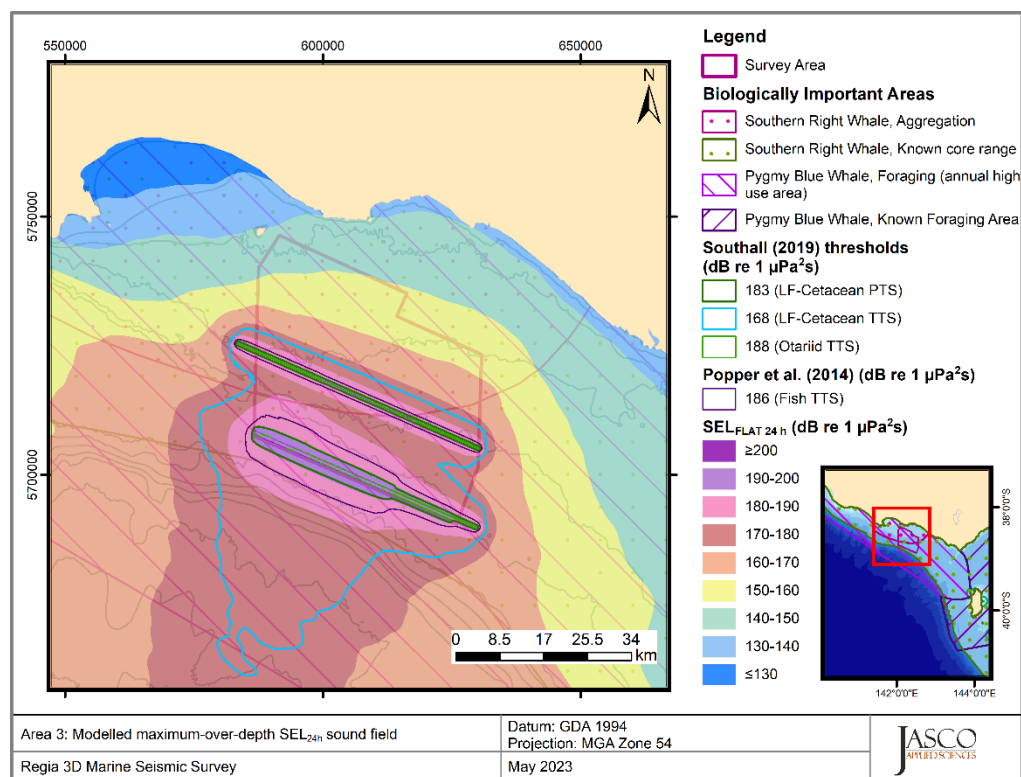 550000 600000 650000
5750000
5700000
N
0 8.5 17 25.5 34
km
Legend
Survey Area
Biologically Important Areas
Southern Right Whale, Aggregation
Southern Right Whale, Known core range
Pygmy Blue Whale, Foraging (annual high
use area)
Pygmy Blue Whale, Known Foraging Area
Southall (2019) thresholds
(dB re 1 µPa²s)
183 (LF-Cetacean PTS)
168 (LF-Cetacean TTS)
188 (Otariid TTS)
Popper et al. (2014) (dB re 1 µPa²s)
186 (Fish TTS)
SEL_FLAT 24 h (dB re 1 µPa²s)
≥200
190-200
180-190
170-180
160-170
150-160
140-150
130-140
≤130
38°0'0"S
40°0'0"S
142°0'0"E 144°0'0"E
Area 3: Modelled maximum-over-depth SEL24h sound field
Datum: GDA 1994
Projection: MGA Zone 54
Regia 3D Marine Seismic Survey
May 2023
JASCO
APPLIED SCIENCES